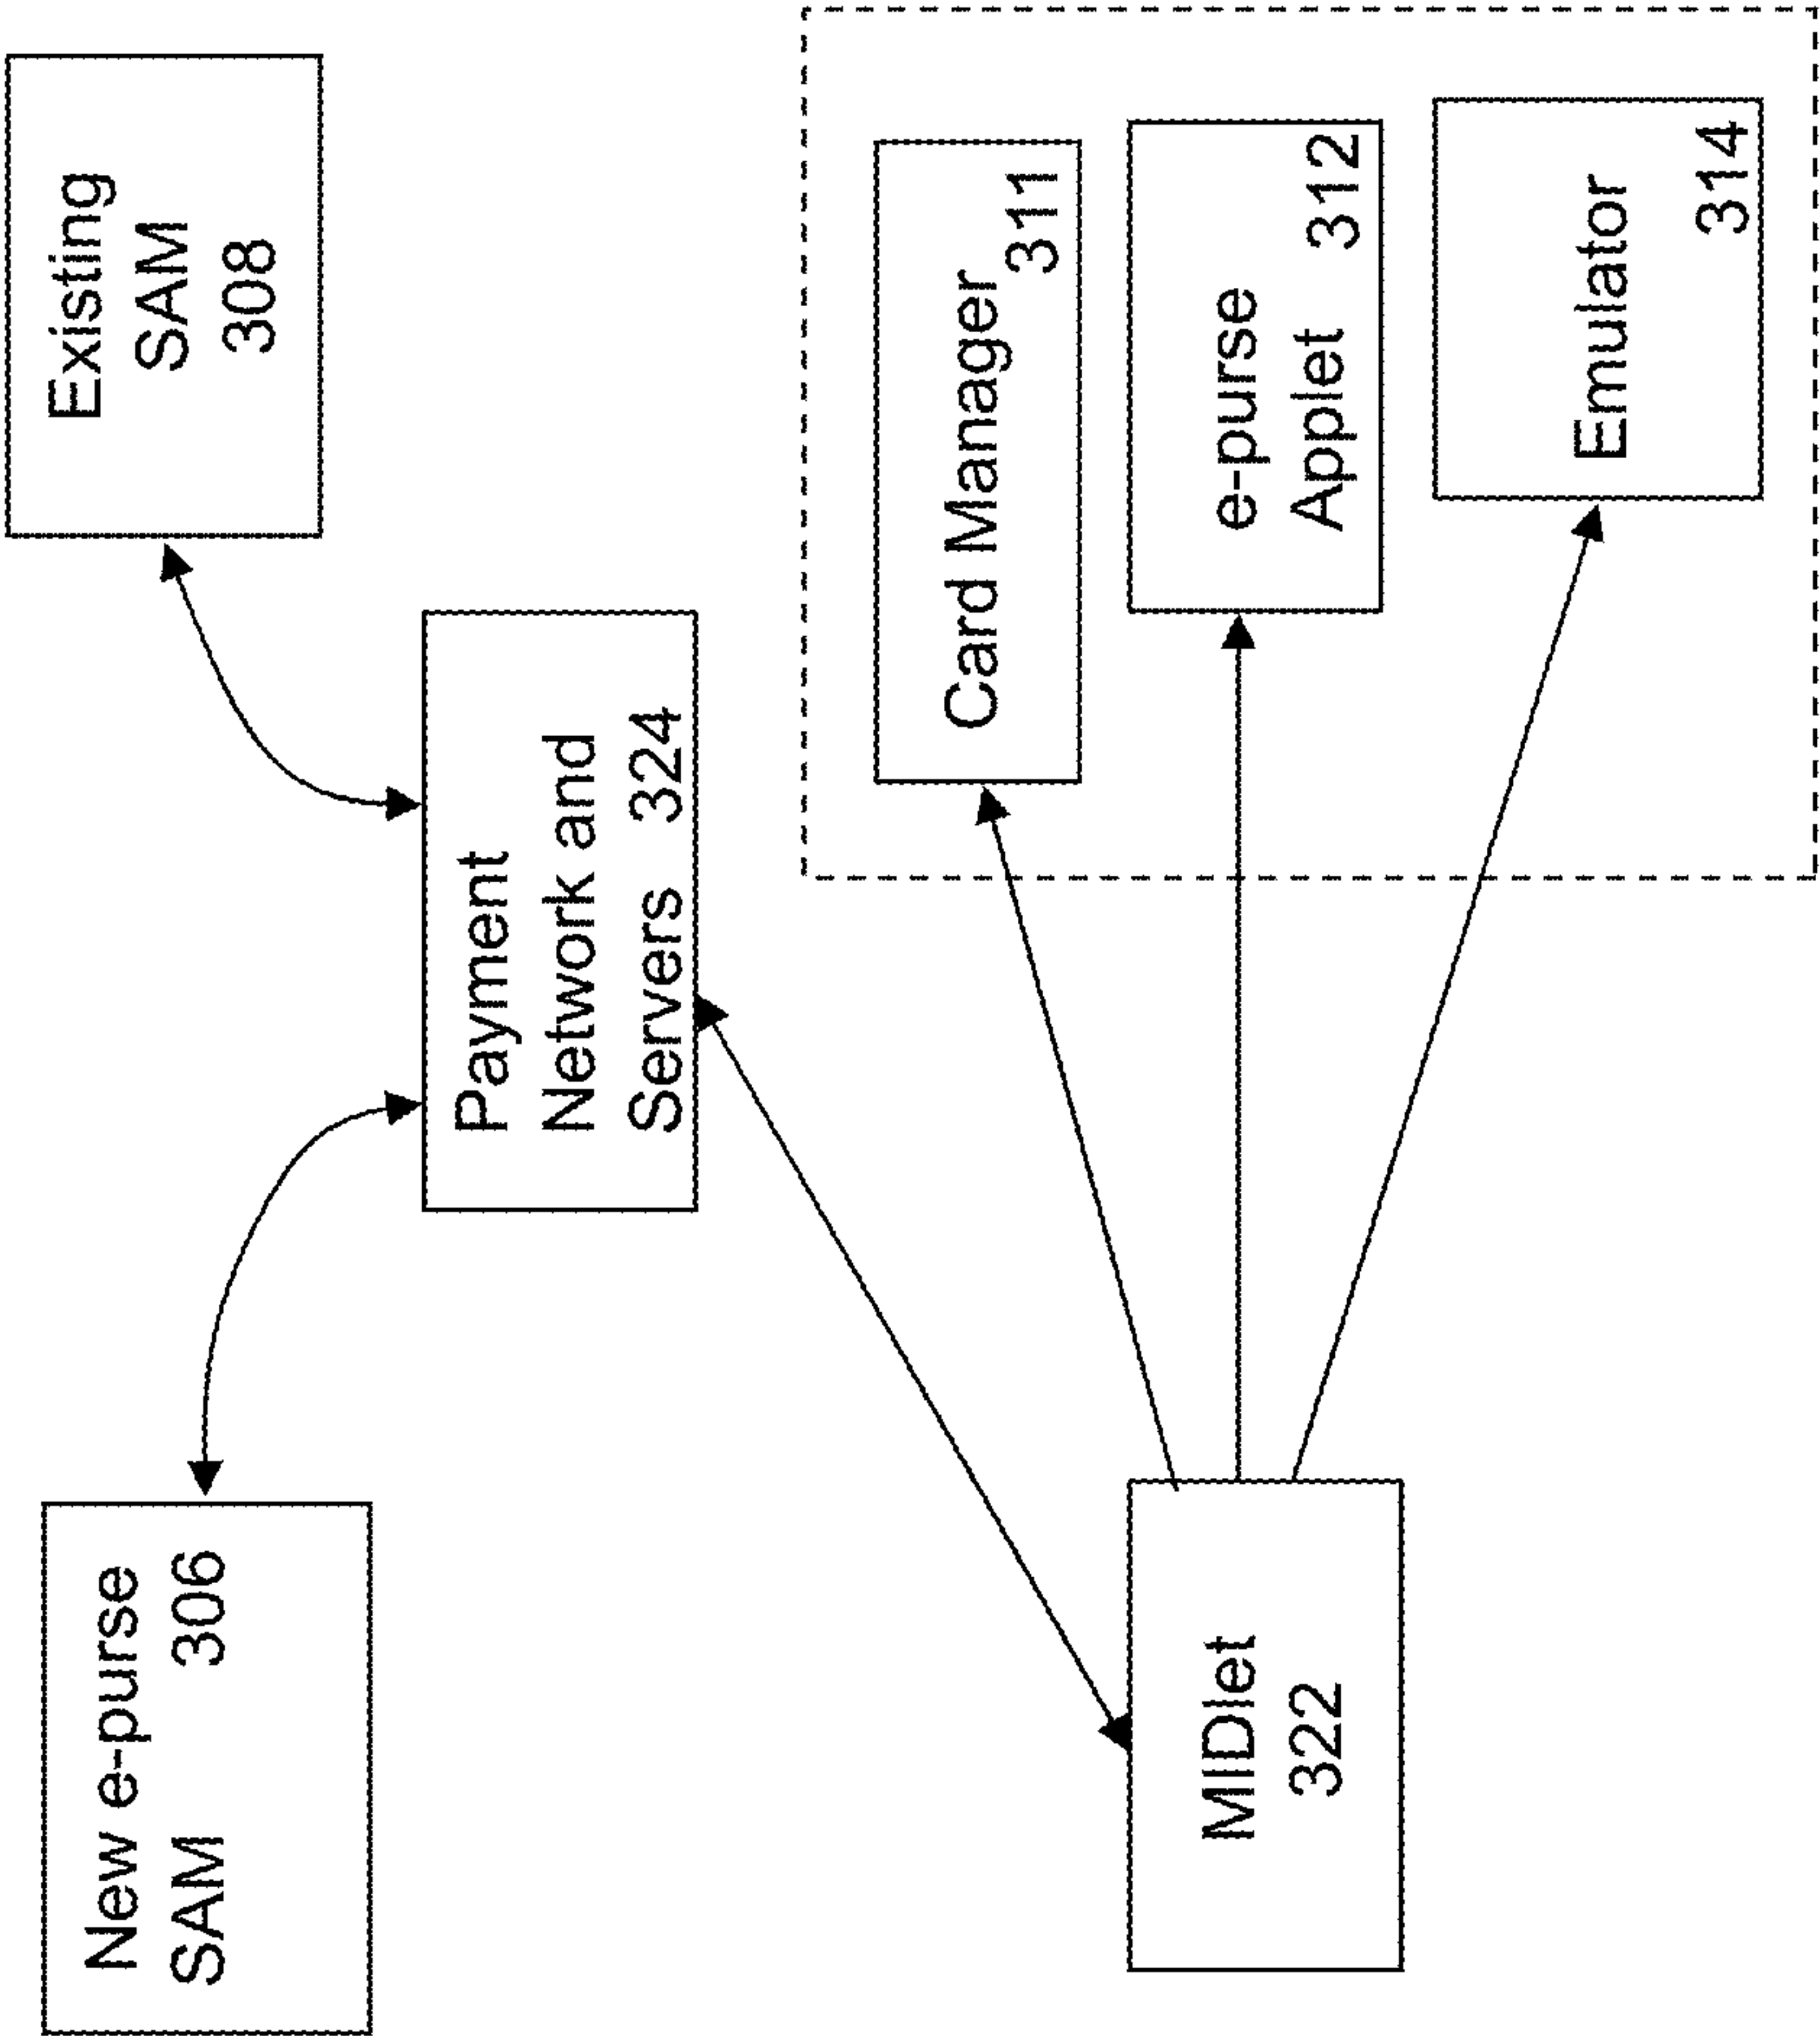 New e-purse
SAM 306
Existing
SAM
308
Payment
Network and
Servers 324
MIDlet
322
Card Manager
311
e-purse
Applet 312
Emulator
314